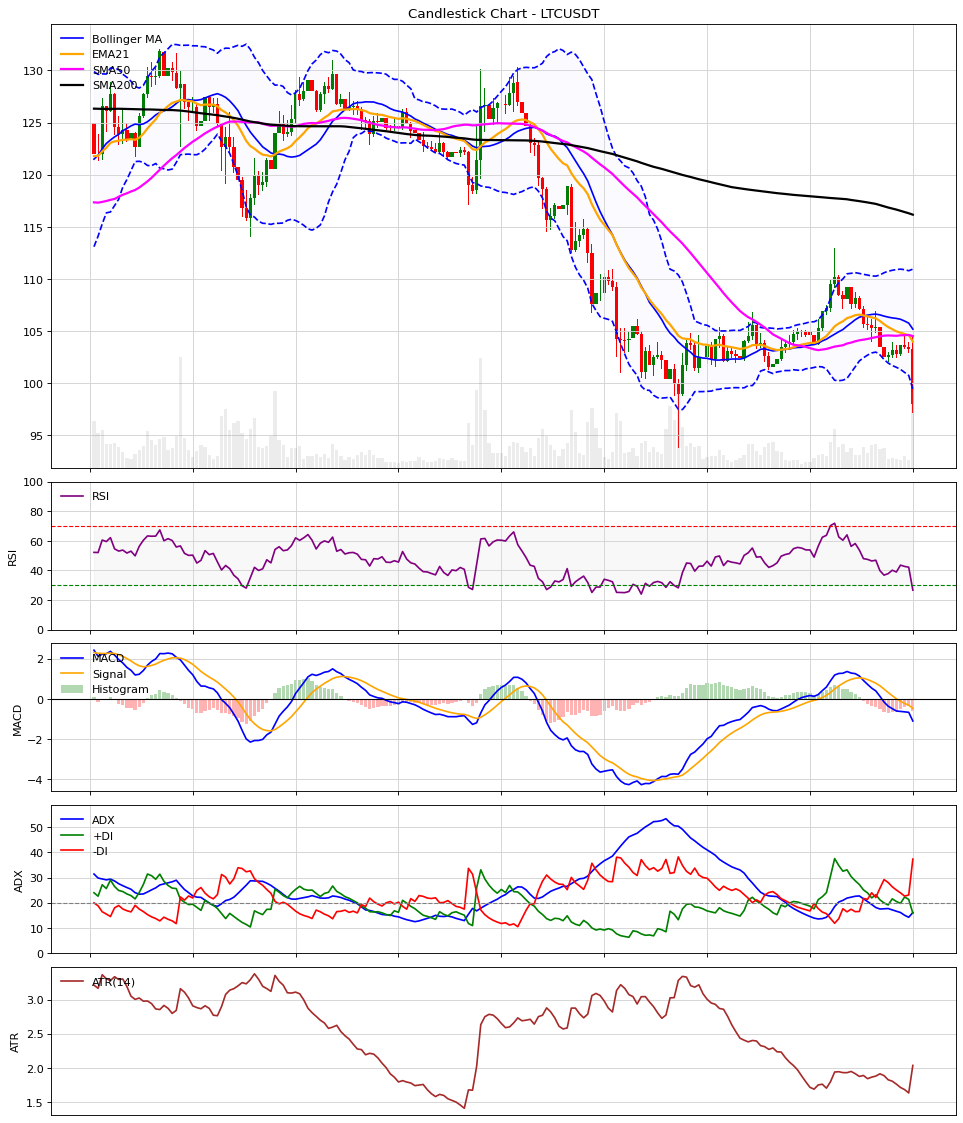 Candlestick Chart - LTCUSDT
Bollinger MA
EMA21
SMA50
SMA200
130
125
120
115
110
105
100
95
RSI
100
80
60
40
20
0
RSI
MACD
Signal
Histogram
2
0
−2
−4
MACD
ADX
+DI
-DI
50
40
30
20
10
0
ADX
ATR(14)
3.0
2.5
2.0
1.5
ATR